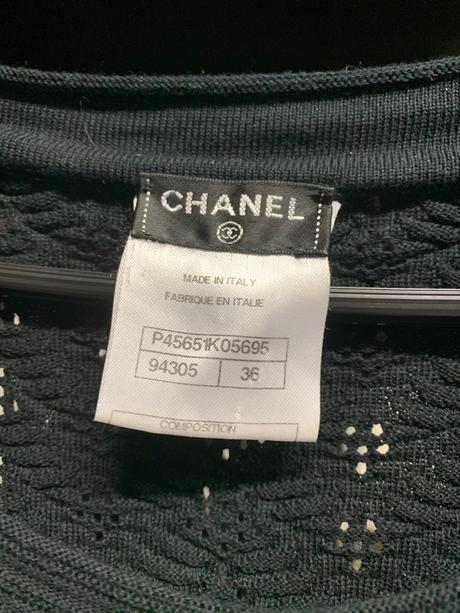 CHANEL
MADE IN ITALY
FABRIQUE EN ITALIE
P45651K05695
94305 36
COMPOSITION